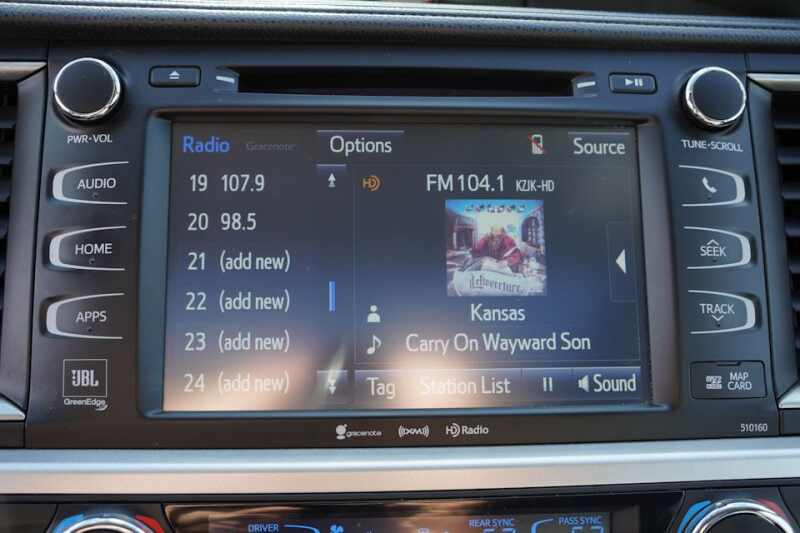 PWR•VOL
AUDIO
HOME
APPS
JBL
GreenEdge
Radio Gracenote Options Source
19 107.9
20 98.5
21 (add new)
22 (add new)
23 (add new)
24 (add new)
HD
FM 104.1 KZJK-HD
Leftoverture
Kansas
Carry On Wayward Son
Tag Station List Sound
TUNE•SCROLL
SEEK
TRACK
MAP
CARD
gracenote ((XM)) HD Radio
510160
DRIVER REAR SYNC PASS SYNC